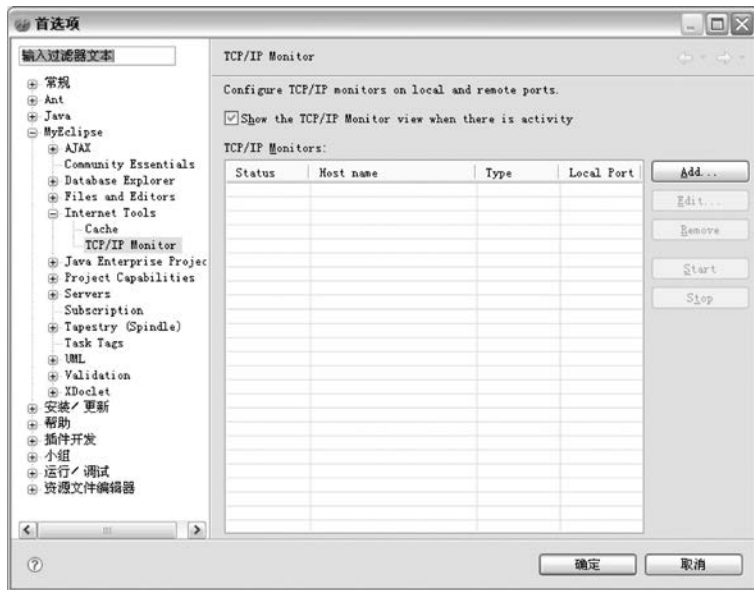 首选项
输入过滤器文本
常规
Ant
Java
MyEclipse
AJAX
Community Essentials
Database Explorer
Files and Editors
Internet Tools
Cache
TCP/IP Monitor
Java Enterprise Projec
Project Capabilities
Servers
Subscription
Tapestry (Spindle)
Task Tags
UML
Validation
XDoclet
安装/更新
帮助
插件开发
小组
运行/调试
资源文件编辑器
TCP/IP Monitor
Configure TCP/IP monitors on local and remote ports.
Show the TCP/IP Monitor view when there is activity
TCP/IP Monitors:
Status Host name Type Local Port
Add...
Edit...
Remove
Start
Stop
确定 取消